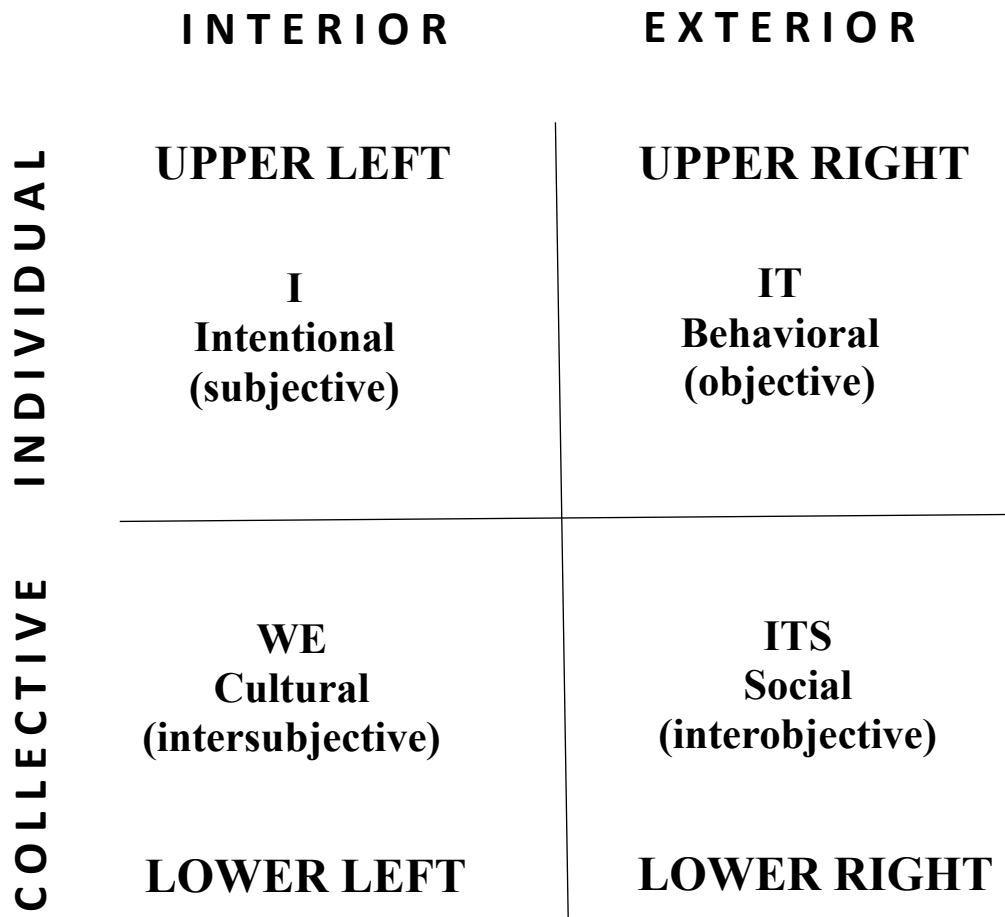 INTERIOR EXTERIOR
INDIVIDUAL
UPPER LEFT
I
Intentional
(subjective)
UPPER RIGHT
IT
Behavioral
(objective)
COLLECTIVE
WE
Cultural
(intersubjective)
LOWER LEFT
ITS
Social
(interobjective)
LOWER RIGHT